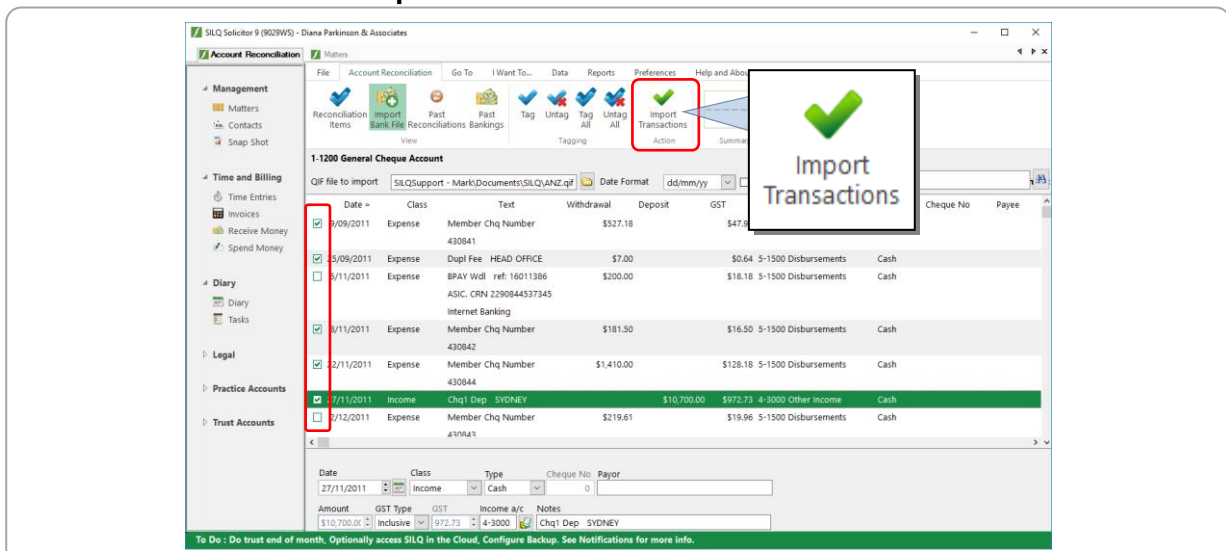 SILQ Solicitor 9 (9029WS) - Diana Parkinson & Associates
Account Reconciliation Matters
File Account Reconciliation Go To I Want To... Data Reports Preferences Help and About
Reconciliation Items Import Bank File Past Reconciliations Past Bankings Tag Untag Tag All Untag All Import Transactions
View Tagging Action
Import
Transactions
Management
Matters
Contacts
Snap Shot
Time and Billing
Time Entries
Invoices
Receive Money
Spend Money
Diary
Diary
Tasks
Legal
Practice Accounts
Trust Accounts
1-1200 General Cheque Account
QIF file to import SILQSupport - Mark\Documents\SILQ\ANZ.qif Date Format dd/mm/yy
Date Class Text Withdrawal Deposit GST Cheque No Payee
9/09/2011 Expense Member Chq Number $527.18
430841
25/09/2011 Expense Dupl Fee HEAD OFFICE $7.00 $0.64 5-1500 Disbursements Cash
/11/2011 Expense BPAY Wdl ref: 16011386 $200.00 $18.18 5-1500 Disbursements Cash
ASIC. CRN 2290844537345
Internet Banking
/11/2011 Expense Member Chq Number $181.50 $16.50 5-1500 Disbursements Cash
430842
22/11/2011 Expense Member Chq Number $1,410.00 $128.18 5-1500 Disbursements Cash
430844
27/11/2011 Income Chq1 Dep SYDNEY $10,700.00 $972.73 4-3000 Other Income Cash
2/12/2011 Expense Member Chq Number $219.61 $19.96 5-1500 Disbursements Cash
430843
Date Class Type Cheque No Payor
27/11/2011 Income Cash 0
Amount GST Type GST Income a/c Notes
$10,700.0 Inclusive 972.73 4-3000 Chq1 Dep SYDNEY
To Do : Do trust end of month, Optionally access SILQ in the Cloud, Configure Backup. See Notifications for more info.